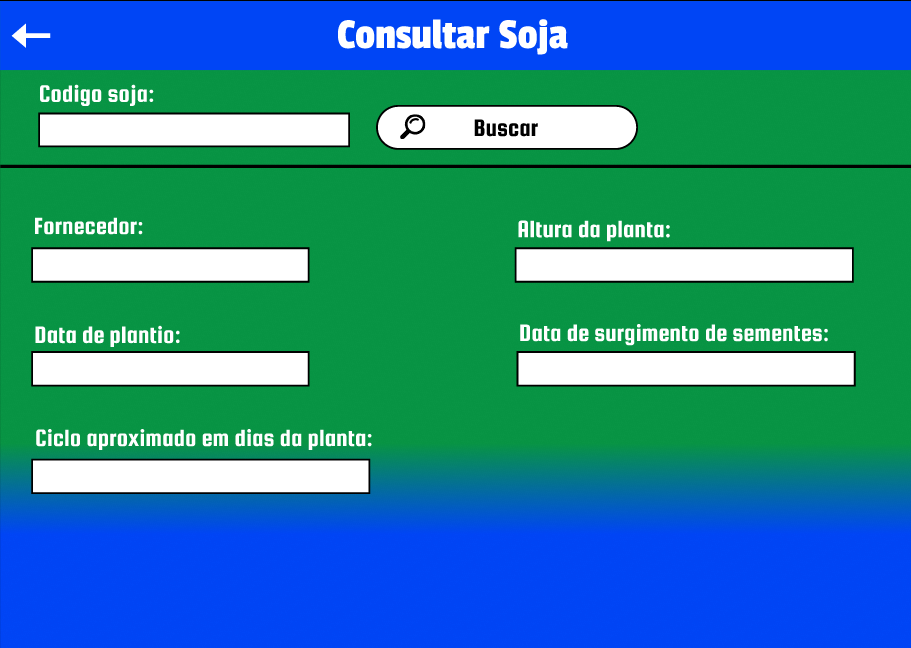 Consultar Soja
Codigo soja:
Buscar
Fornecedor:
Altura da planta:
Data de plantio:
Data de surgimento de sementes:
Ciclo aproximado em dias da planta: